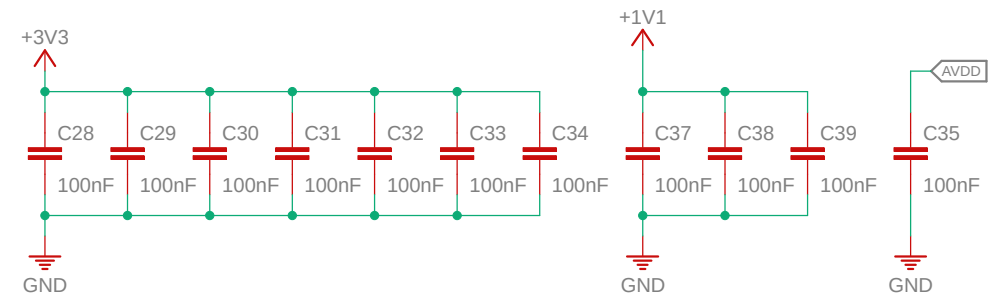 +3V3
+1V1
AVDD
C28 C29 C30 C31 C32 C33 C34 C37 C38 C39 C35
100nF 100nF 100nF 100nF 100nF 100nF 100nF 100nF 100nF 100nF 100nF
GND GND GND